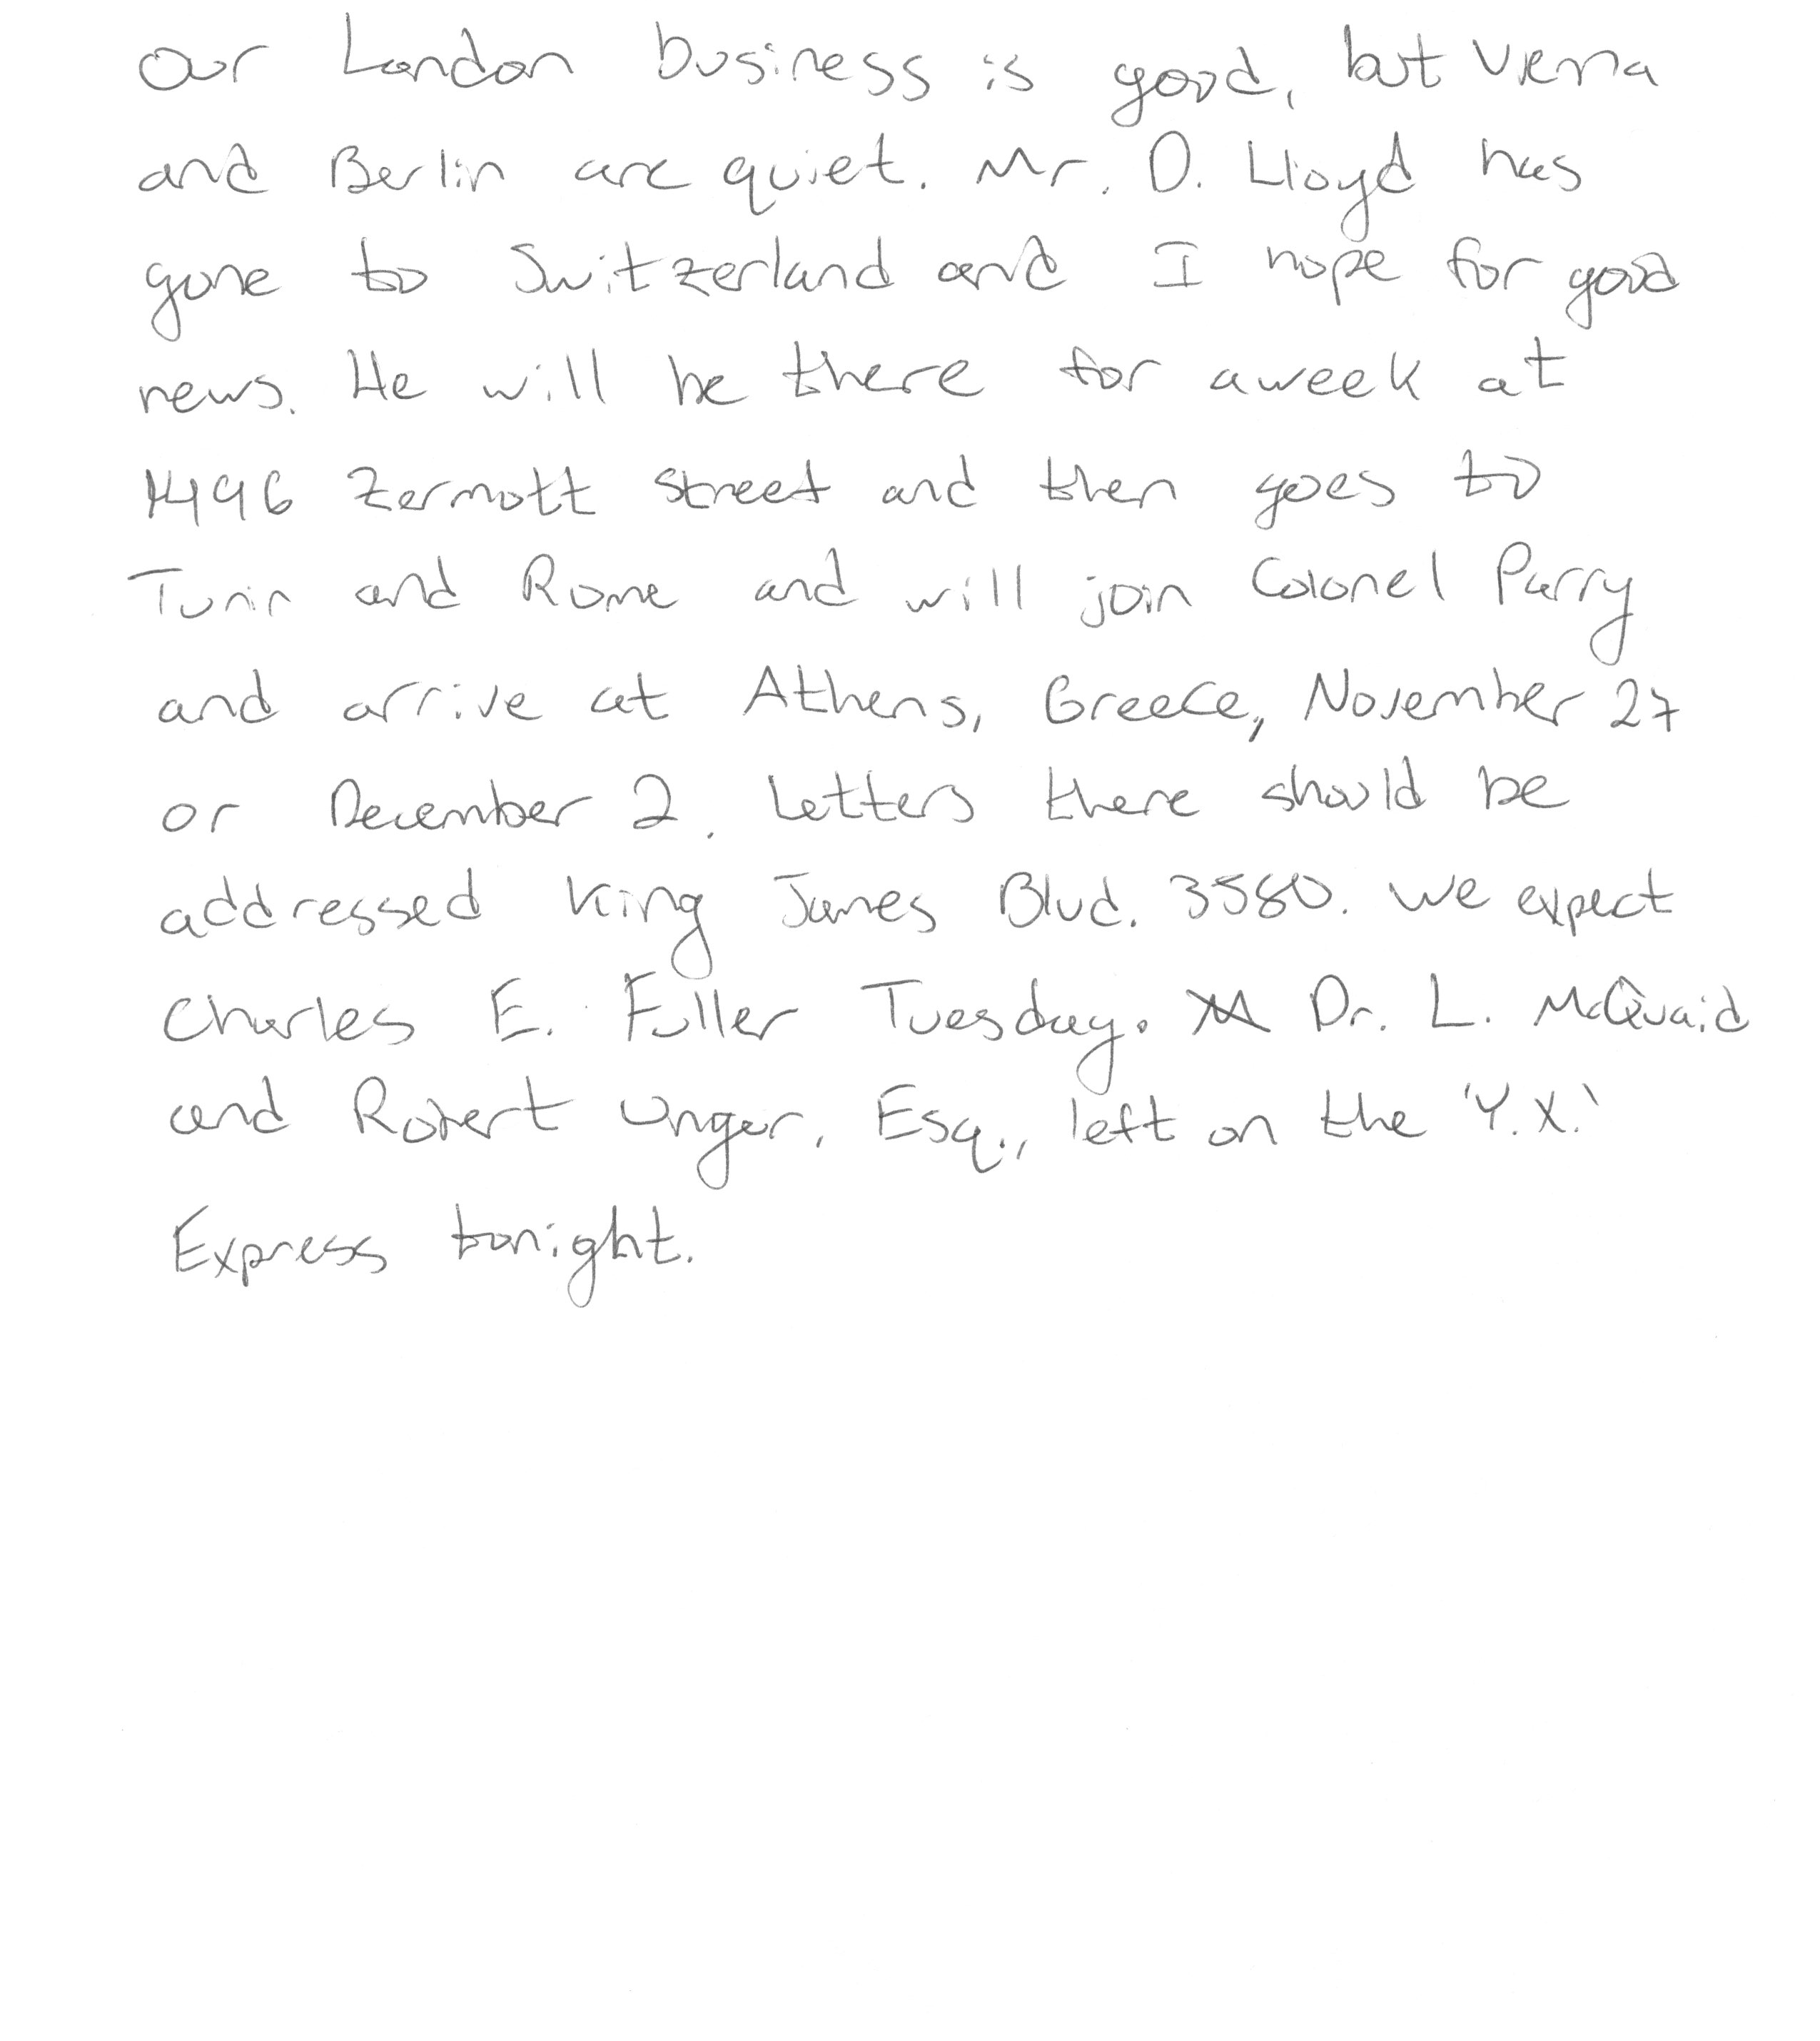 Our London business is good, but Vienna
and Berlin are quiet. Mr. D. Lloyd has
gone to Switzerland and I hope for good
news. He will be there for a week at
1496 Zermott street and then goes to
Turin and Rome and will join Colonel Parry
and arrive at Athens, Greece, November 27
or December 2. Letters there should be
addressed King James Blvd. 3580. We expect
Charles E. Fuller Tuesday. Dr. L. McQuaid
and Robert Unger, Esq., left on the 'Y.X.'
Express tonight.